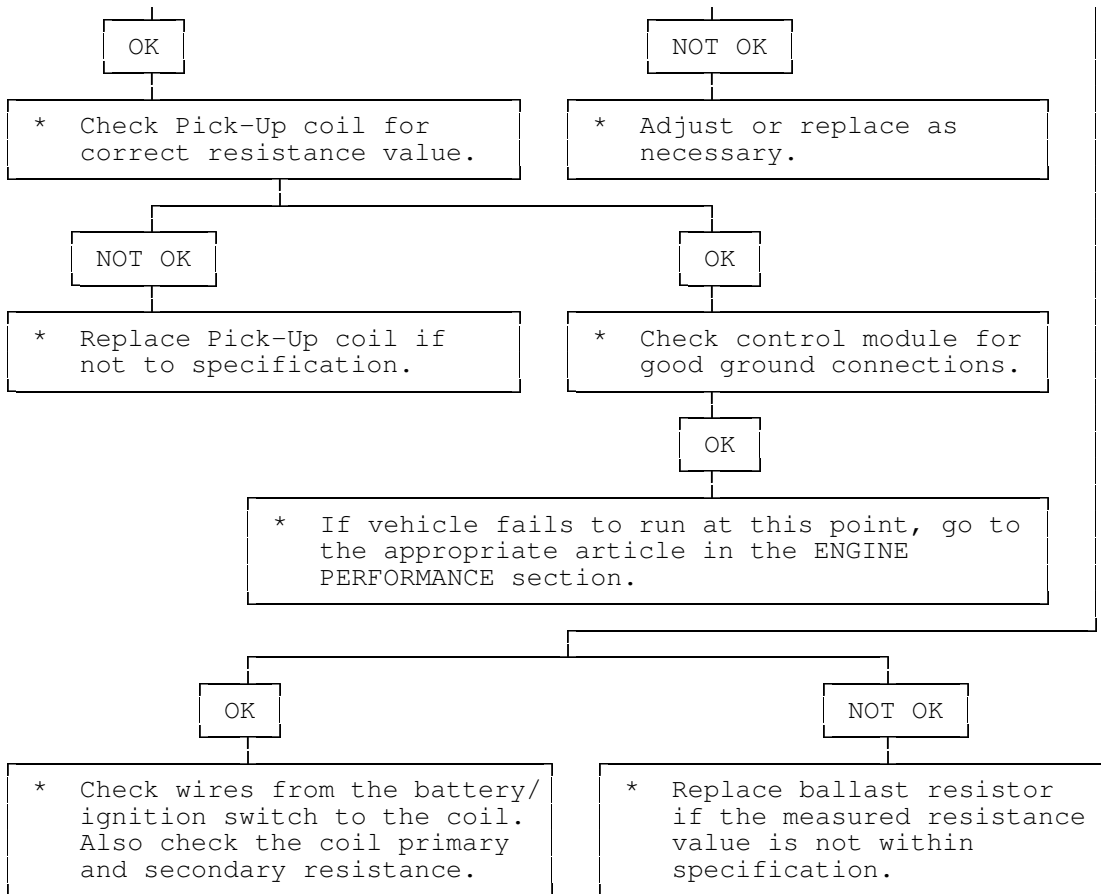 OK
NOT OK
* Check Pick-Up coil for
correct resistance value.
* Adjust or replace as
necessary.
NOT OK
OK
* Replace Pick-Up coil if
not to specification.
* Check control module for
good ground connections.
OK
* If vehicle fails to run at this point, go to
the appropriate article in the ENGINE
PERFORMANCE section.
OK
NOT OK
* Check wires from the battery/
ignition switch to the coil.
Also check the coil primary
and secondary resistance.
* Replace ballast resistor
if the measured resistance
value is not within
specification.